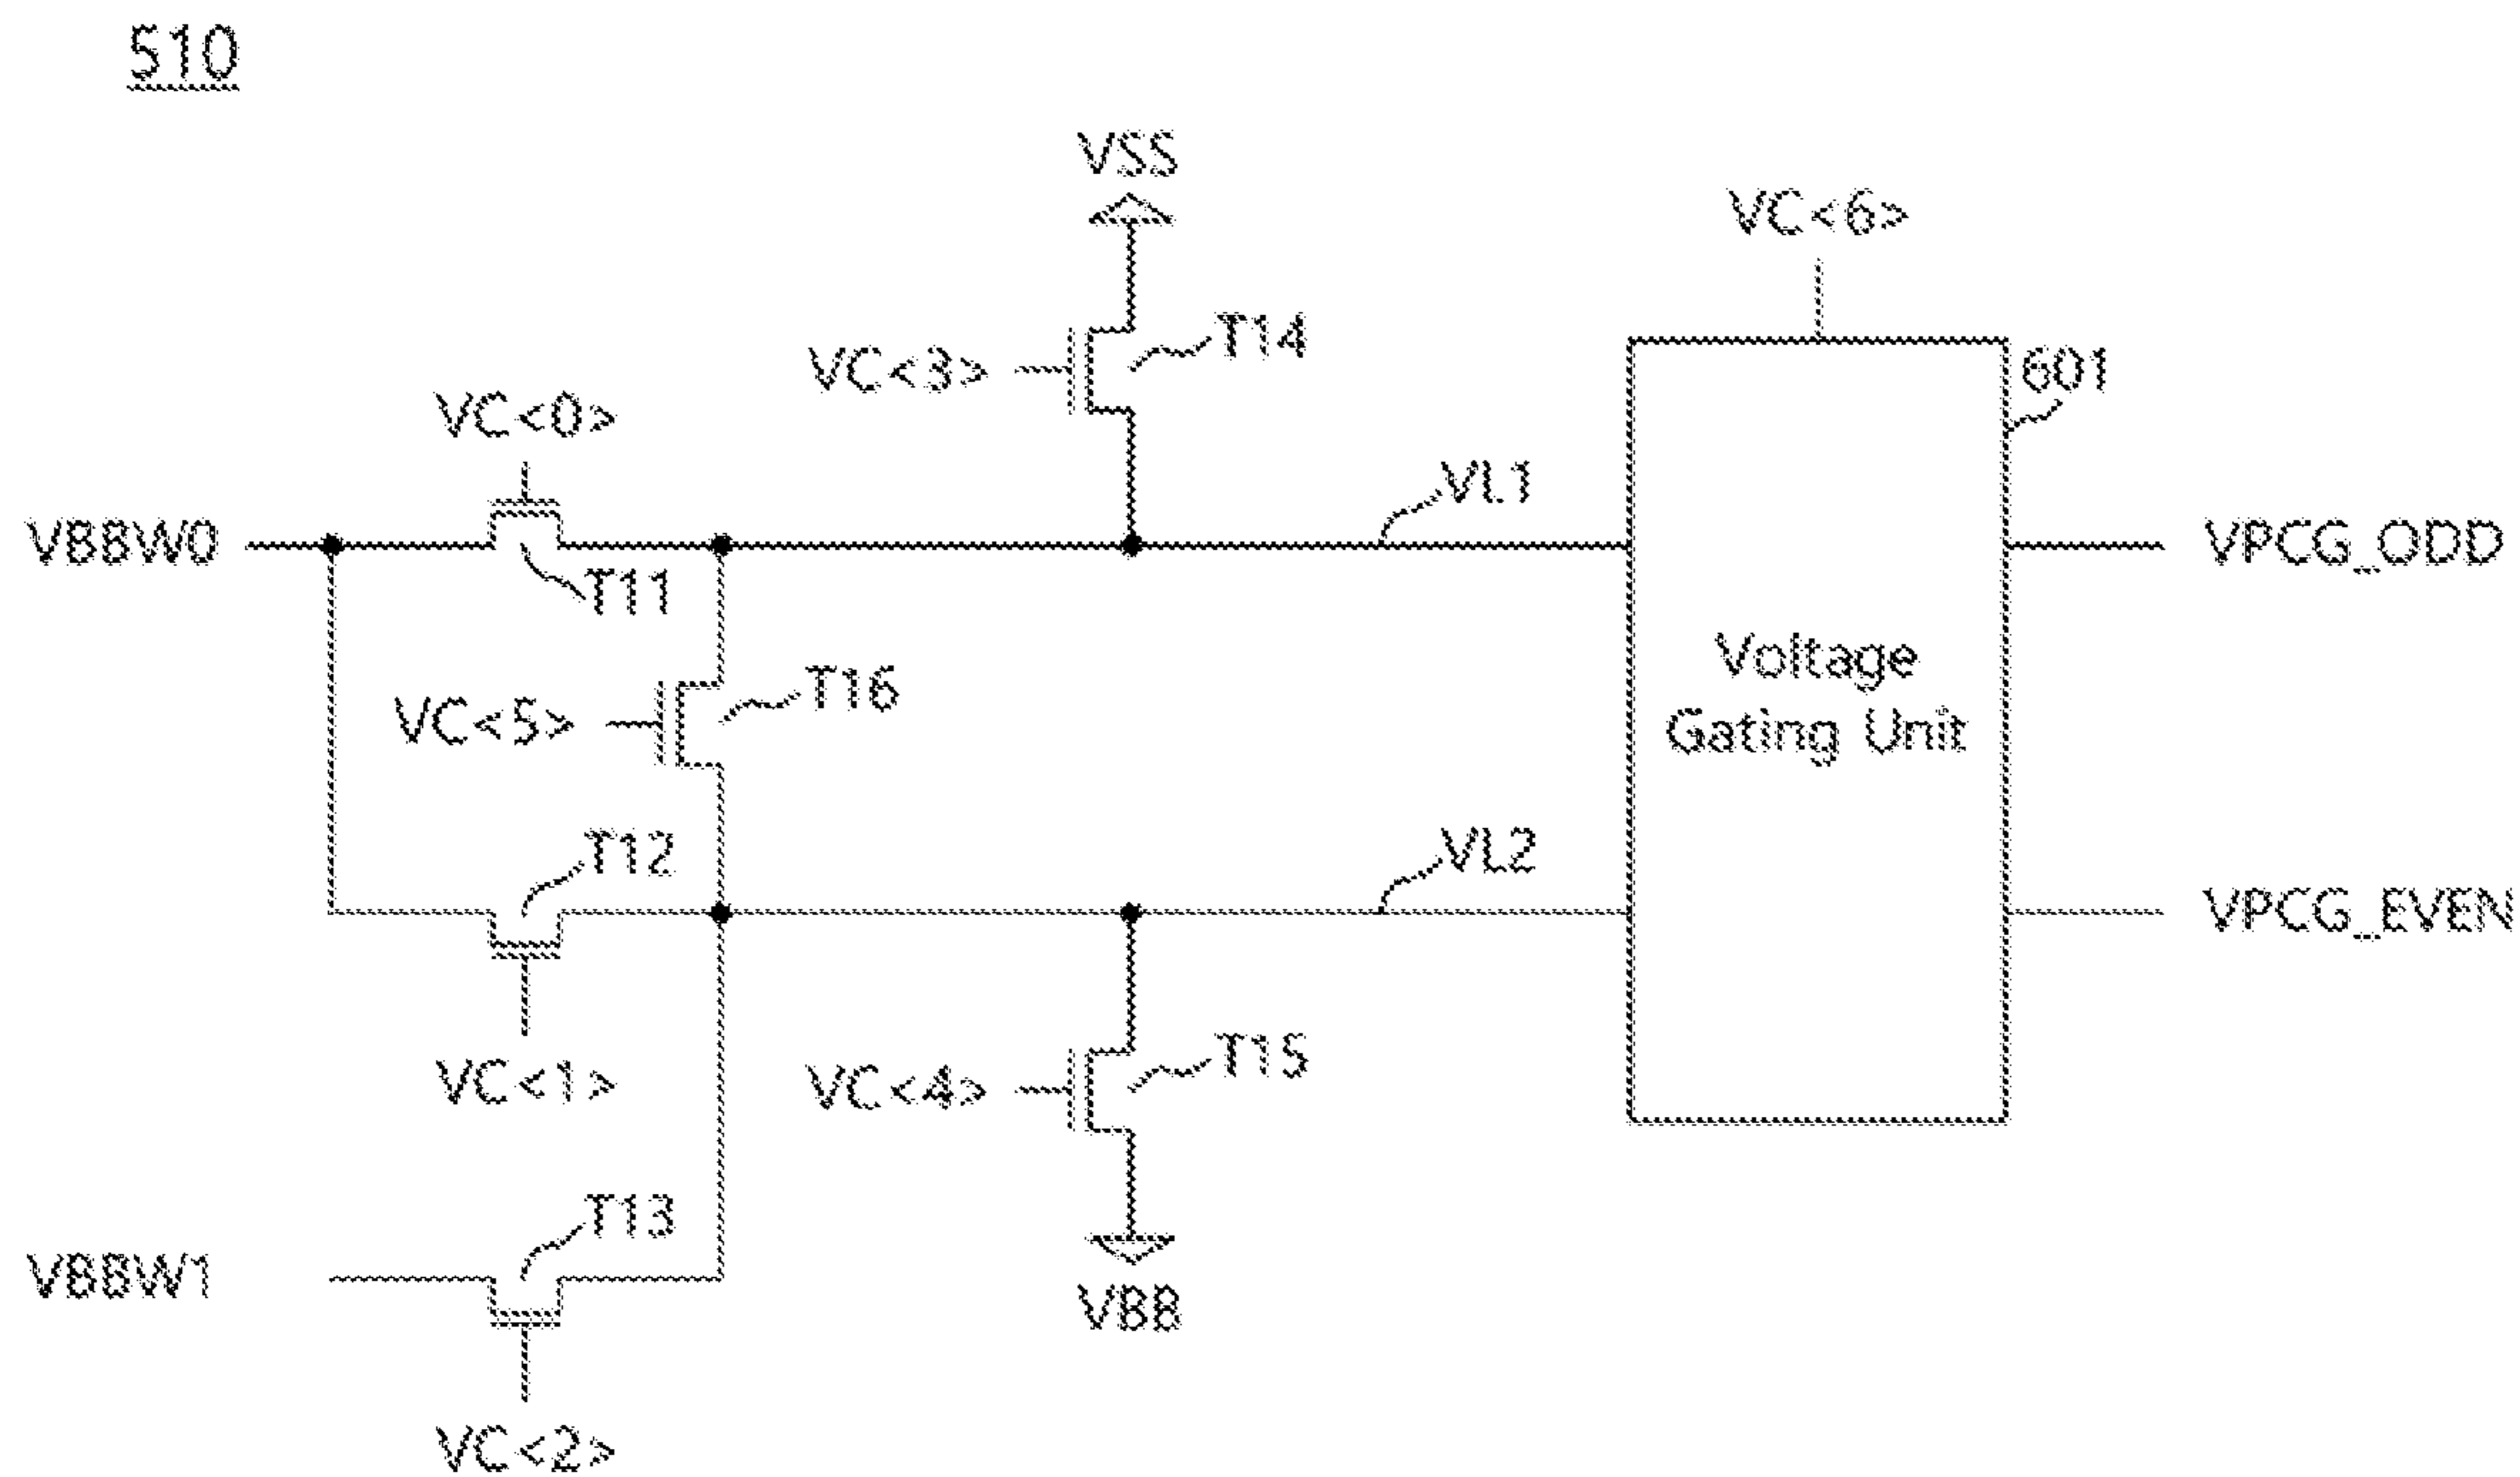 510
VSS
VC<6>
T14
VC<3>
601
VC<0>
VL1
VBBW0
VPCG_ODD
T11
Voltage
Gating Unit
T16
VC<5>
T12
VL2
VPCG_EVEN
T15
VC<1>
VC<4>
T13
VBBW1
VBB
VC<2>